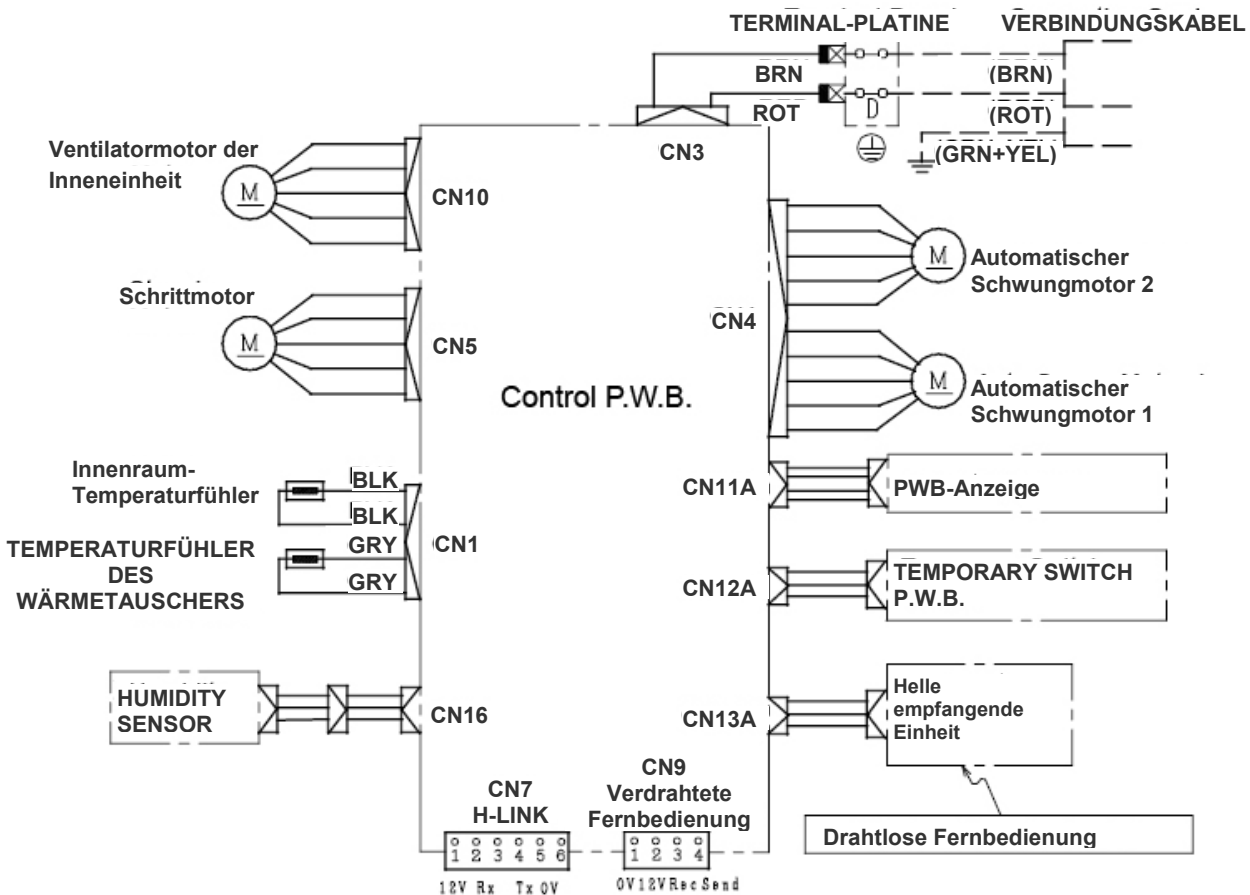 TERMINAL-PLATINE
VERBINDUNGSKABEL
BRN
(BRN)
ROT
D
(ROT)
(GRN+YEL)
CN3
Ventilatormotor der
Inneneinheit
M
CN10
Schrittmotor
M
CN5
M
Automatischer
Schwungmotor 2
CN4
M
Automatischer
Schwungmotor 1
Control P.W.B.
Innenraum-
Temperaturfühler
BLK
BLK
TEMPERATURFÜHLER
DES
WÄRMETAUSCHERS
GRY
GRY
CN1
CN11A
PWB-Anzeige
CN12A
TEMPORARY SWITCH
P.W.B.
HUMIDITY
SENSOR
CN16
CN13A
Helle
empfangende
Einheit
Drahtlose Fernbedienung
CN7
H-LINK
1 2 3 4 5 6
12V Rx Tx 0V
CN9
Verdrahtete
Fernbedienung
1 2 3 4
0V 12V Rec Send